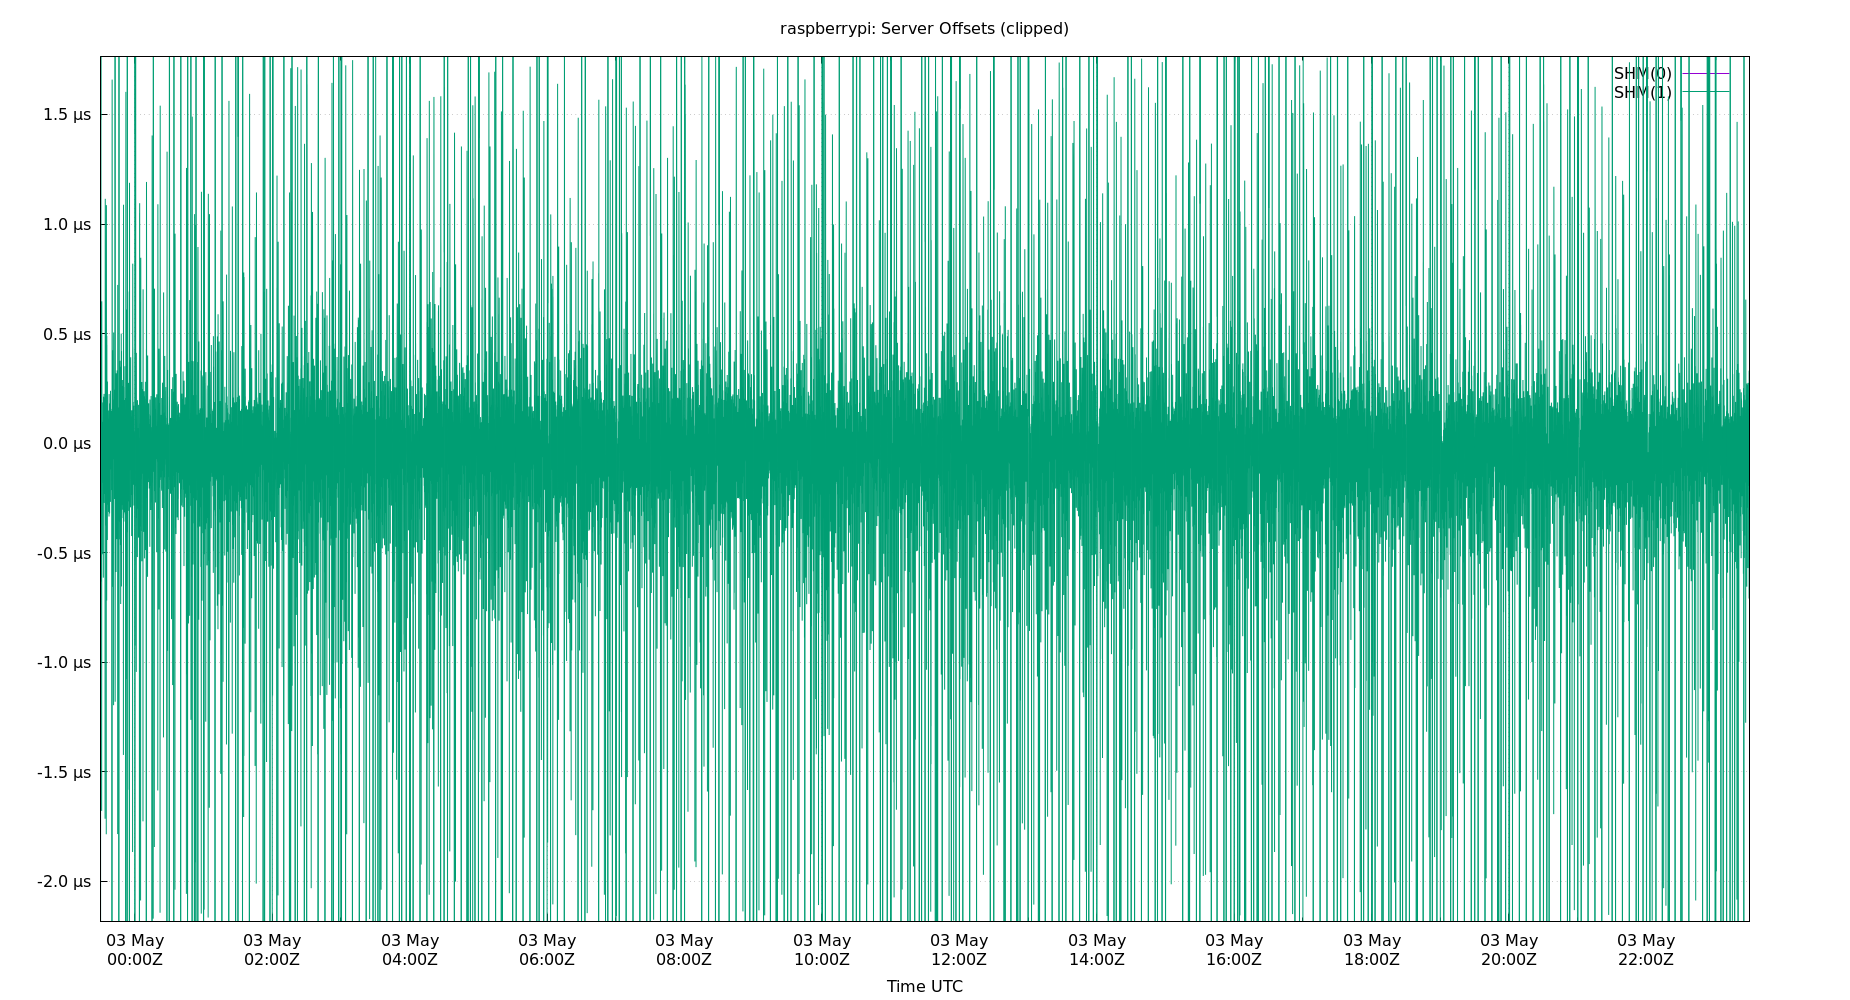 raspberrypi: Server Offsets (clipped)
SHM(0)
SHM(1)
1.5 µs
1.0 µs
0.5 µs
0.0 µs
-0.5 µs
-1.0 µs
-1.5 µs
-2.0 µs
03 May 03 May 03 May 03 May 03 May 03 May 03 May 03 May 03 May 03 May 03 May 03 May
00:00Z 02:00Z 04:00Z 06:00Z 08:00Z 10:00Z 12:00Z 14:00Z 16:00Z 18:00Z 20:00Z 22:00Z
Time UTC